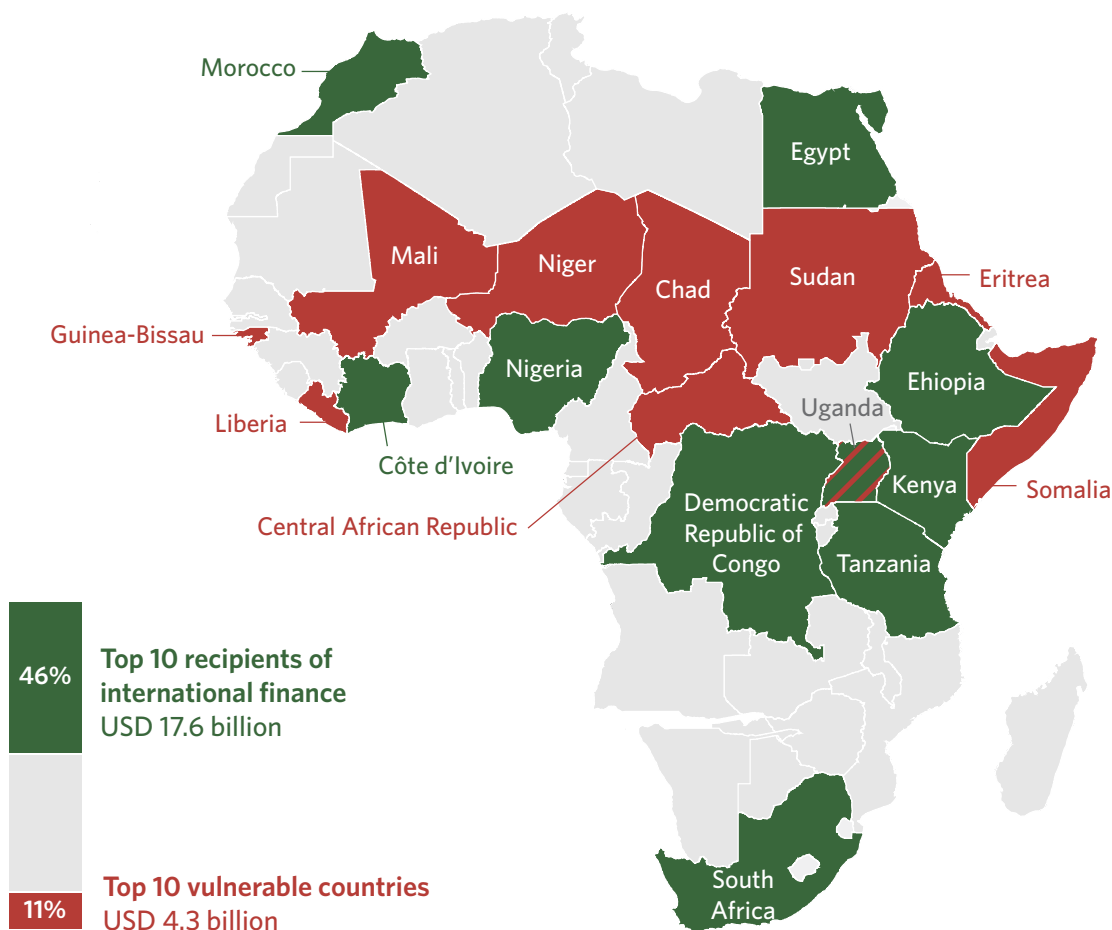 Morocco
Egypt
Mali
Niger
Chad
Sudan
Eritrea
Guinea-Bissau
Nigeria
Ehiopia
Uganda
Liberia
Côte d'Ivoire
Kenya
Somalia
Central African Republic
Democratic
Republic of
Congo
Tanzania
46%
Top 10 recipients of
international finance
USD 17.6 billion
South
Africa
11%
Top 10 vulnerable countries
USD 4.3 billion